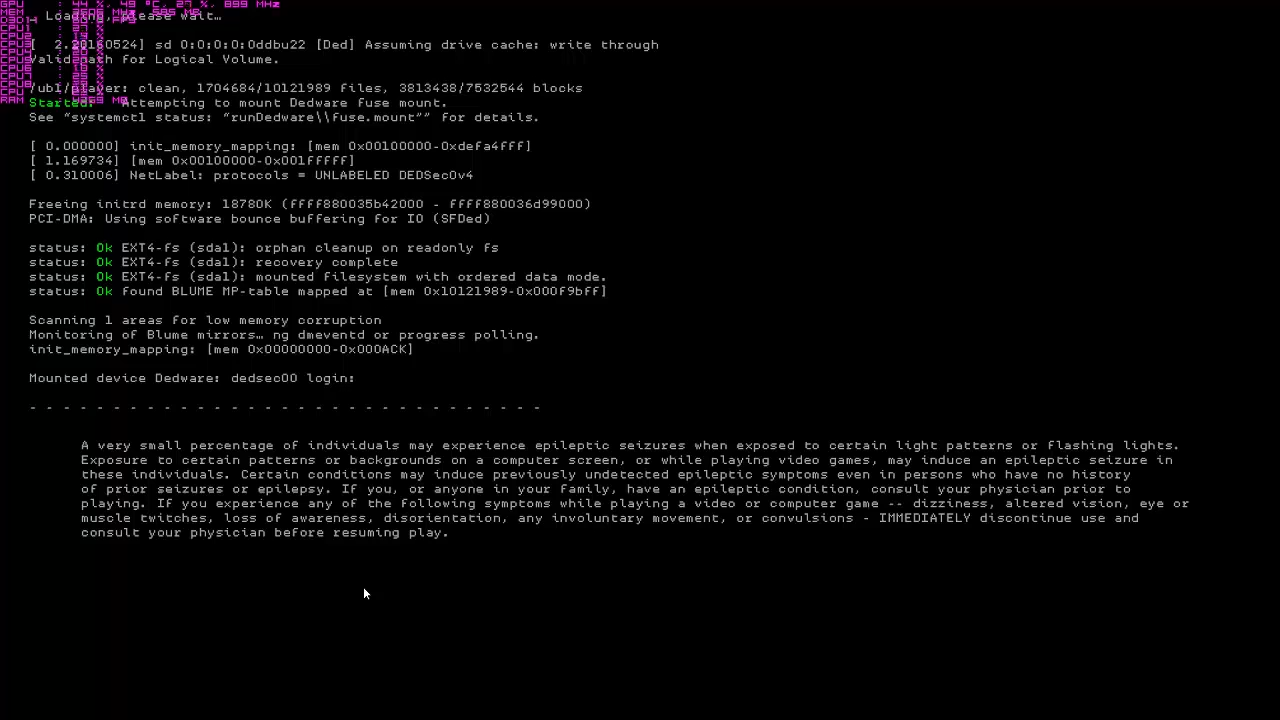 GPU : 44 %, 49 °C, 27 %, 899 MHz
Loading, please wait…
[ 2.20160524] sd 0:0:0:0:0ddbu22 [Ded] Assuming drive cache: write through
Valid path for Logical Volume.
/ubi/player: clean, 1704684/10121989 files, 3813438/7532544 blocks
Started: Attempting to mount Dedware fuse mount.
See "systemctl status: "runDedware\\fuse.mount"" for details.
[ 0.000000] init_memory_mapping: [mem 0x00100000-0xdefa4fff]
[ 1.169734] [mem 0x00100000-0x001fffff]
[ 0.310006] NetLabel: protocols = UNLABELED DEDSec0v4
Freeing initrd memory: 18780K (ffff880035b42000 - ffff880036d99000)
PCI-DMA: Using software bounce buffering for IO (SFDed)
status: Ok EXT4-fs (sda1): orphan cleanup on readonly fs
status: Ok EXT4-fs (sda1): recovery complete
status: Ok EXT4-fs (sda1): mounted filesystem with ordered data mode.
status: Ok found BLUME MP-table mapped at [mem 0x10121989-0x000f9bff]
Scanning 1 areas for low memory corruption
Monitoring of Blume mirrors… ng dmeventd or progress polling.
init_memory_mapping: [mem 0x00000000-0x000ACK]
Mounted device Dedware: dedsec00 login:
- - - - - - - - - - - - - - - - - - - - - - - - - - - - - - -
A very small percentage of individuals may experience epileptic seizures when exposed to certain light patterns or flashing lights.
Exposure to certain patterns or backgrounds on a computer screen, or while playing video games, may induce an epileptic seizure in
these individuals. Certain conditions may induce previously undetected epileptic symptoms even in persons who have no history
of prior seizures or epilepsy. If you, or anyone in your family, have an epileptic condition, consult your physician prior to
playing. If you experience any of the following symptoms while playing a video or computer game -- dizziness, altered vision, eye or
muscle twitches, loss of awareness, disorientation, any involuntary movement, or convulsions - IMMEDIATELY discontinue use and
consult your physician before resuming play.